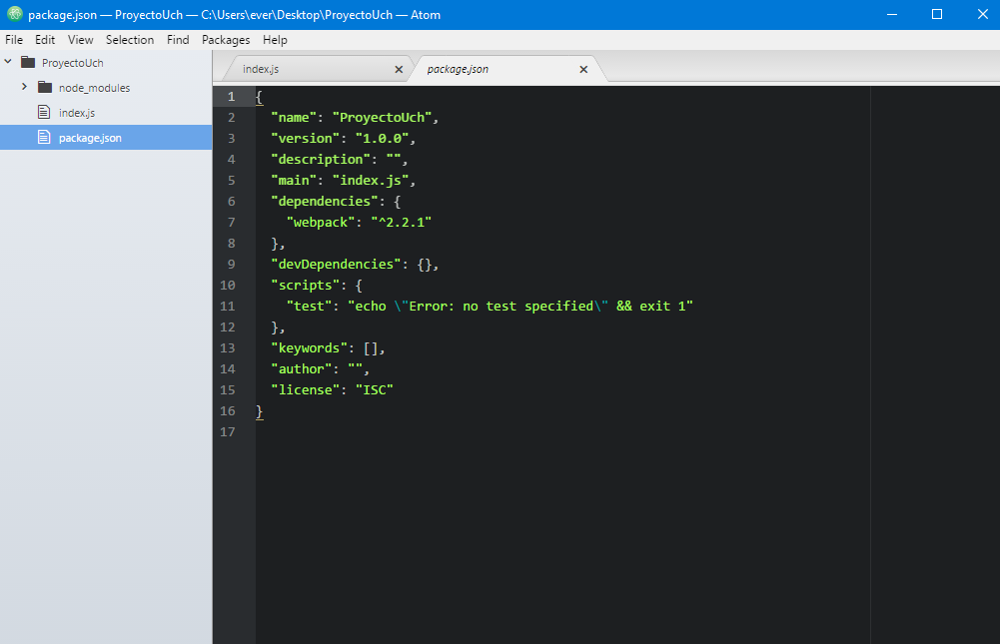 package.json — ProyectoUch — C:\Users\ever\Desktop\ProyectoUch — Atom
File Edit View Selection Find Packages Help
ProyectoUch
node_modules
index.js
package.json
index.js
package.json
1 {
2 "name": "ProyectoUch",
3 "version": "1.0.0",
4 "description": "",
5 "main": "index.js",
6 "dependencies": {
7 "webpack": "^2.2.1"
8 },
9 "devDependencies": {},
10 "scripts": {
11 "test": "echo \"Error: no test specified\" && exit 1"
12 },
13 "keywords": [],
14 "author": "",
15 "license": "ISC"
16 }
17